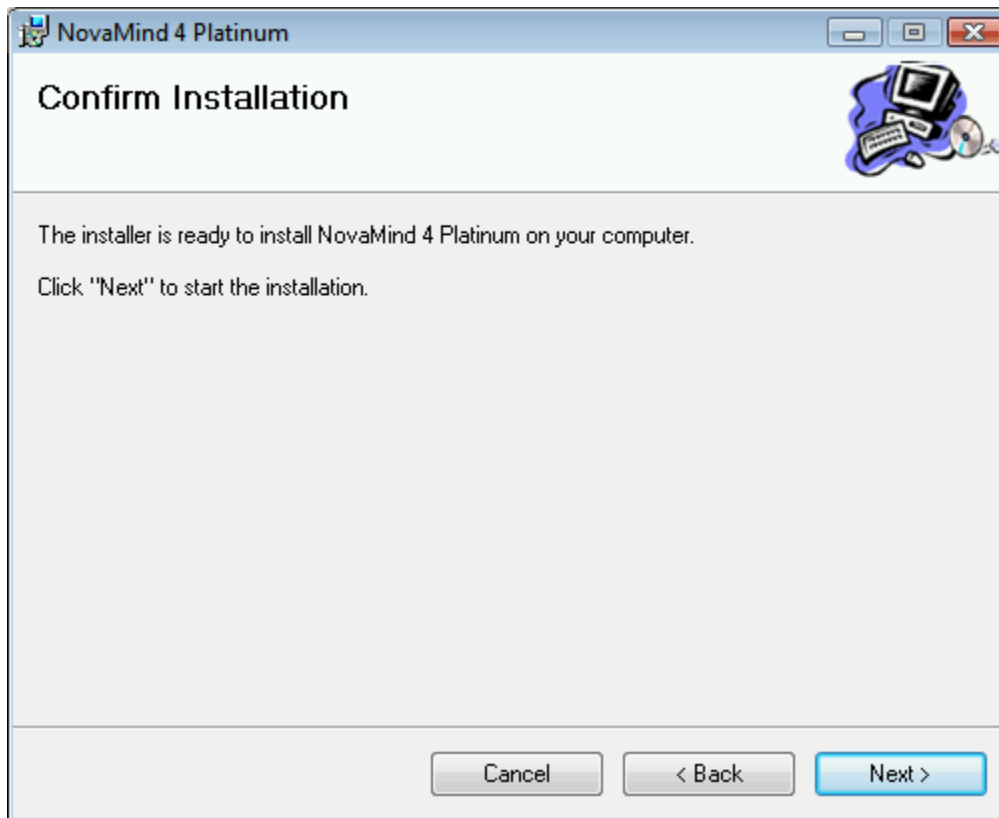 NovaMind 4 Platinum
Confirm Installation
The installer is ready to install NovaMind 4 Platinum on your computer.
Click "Next" to start the installation.
Cancel
< Back
Next >